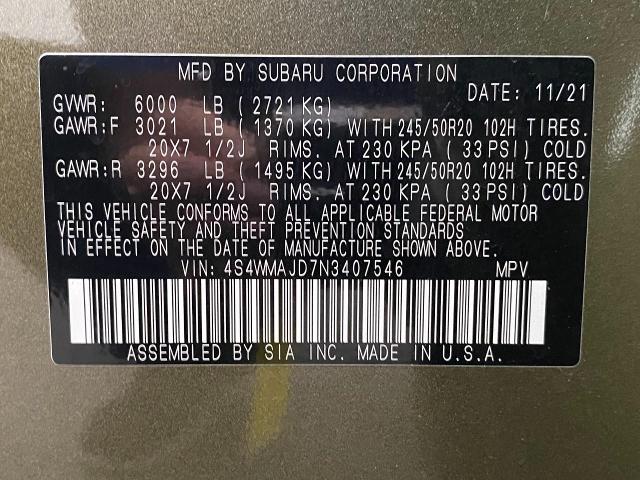 MFD BY SUBARU CORPORATION
DATE: 11/21
GVWR: 6000 LB ( 2721 KG)
GAWR:F 3021 LB ( 1370 KG) WITH 245/50R20 102H TIRES.
20X7 1/2J RIMS. AT 230 KPA ( 33 PSI) COLD
GAWR:R 3296 LB ( 1495 KG) WITH 245/50R20 102H TIRES.
20X7 1/2J RIMS. AT 230 KPA ( 33 PSI) COLD
THIS VEHICLE CONFORMS TO ALL APPLICABLE FEDERAL MOTOR
VEHICLE SAFETY AND THEFT PREVENTION STANDARDS
IN EFFECT ON THE DATE OF MANUFACTURE SHOWN ABOVE.
VIN: 4S4WMAJD7N3407546 MPV
ASSEMBLED BY SIA INC. MADE IN U.S.A.